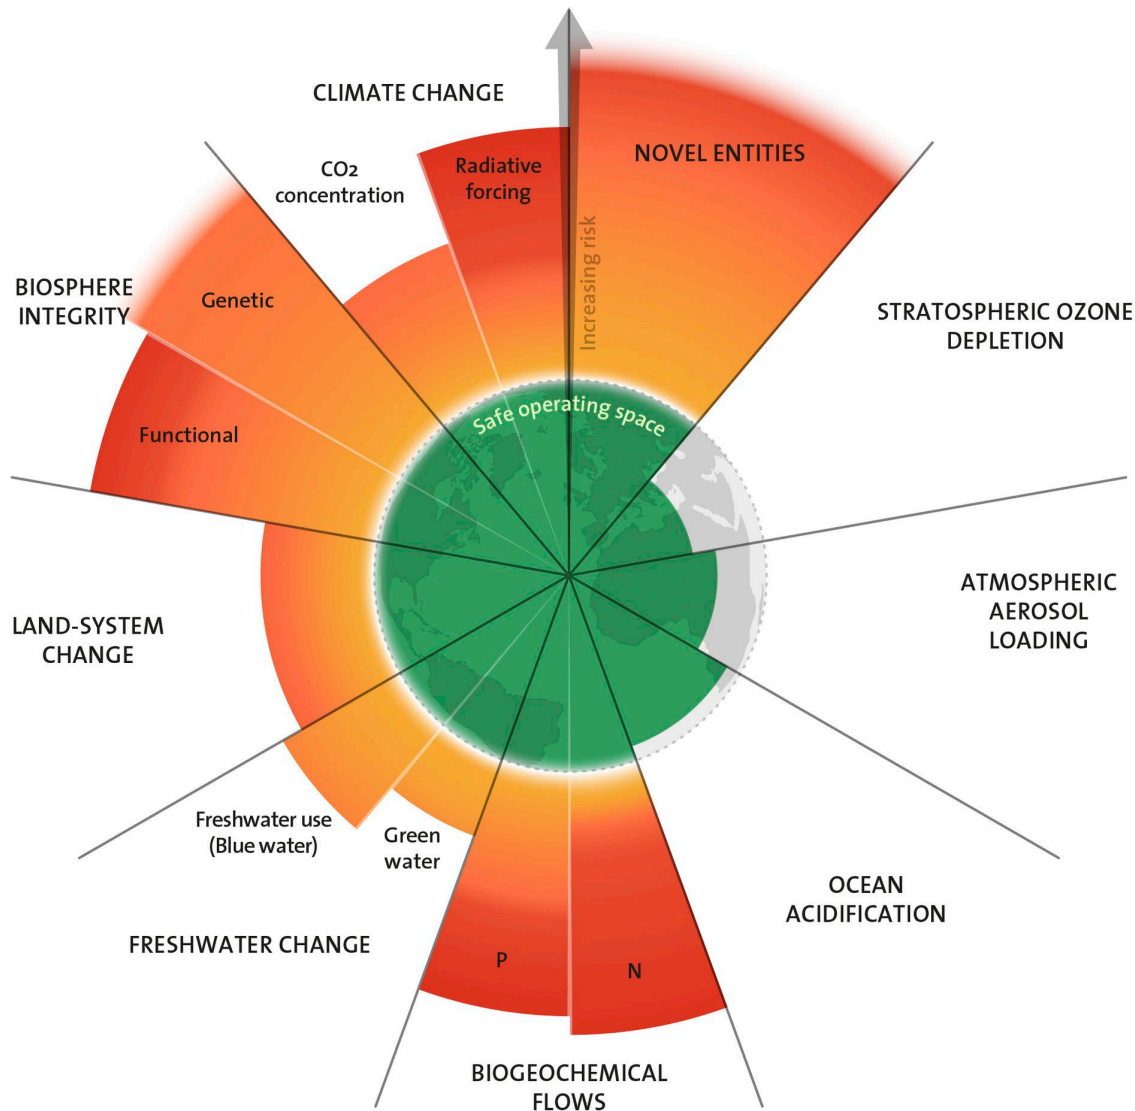 CLIMATE CHANGE
CO2
concentration
Radiative
forcing
Increasing risk
NOVEL ENTITIES
STRATOSPHERIC OZONE
DEPLETION
ATMOSPHERIC
AEROSOL
LOADING
OCEAN
ACIDIFICATION
BIOGEOCHEMICAL
FLOWS
P
N
FRESHWATER CHANGE
Freshwater use
(Blue water)
Green
water
LAND-SYSTEM
CHANGE
BIOSPHERE
INTEGRITY
Genetic
Functional
Safe operating space